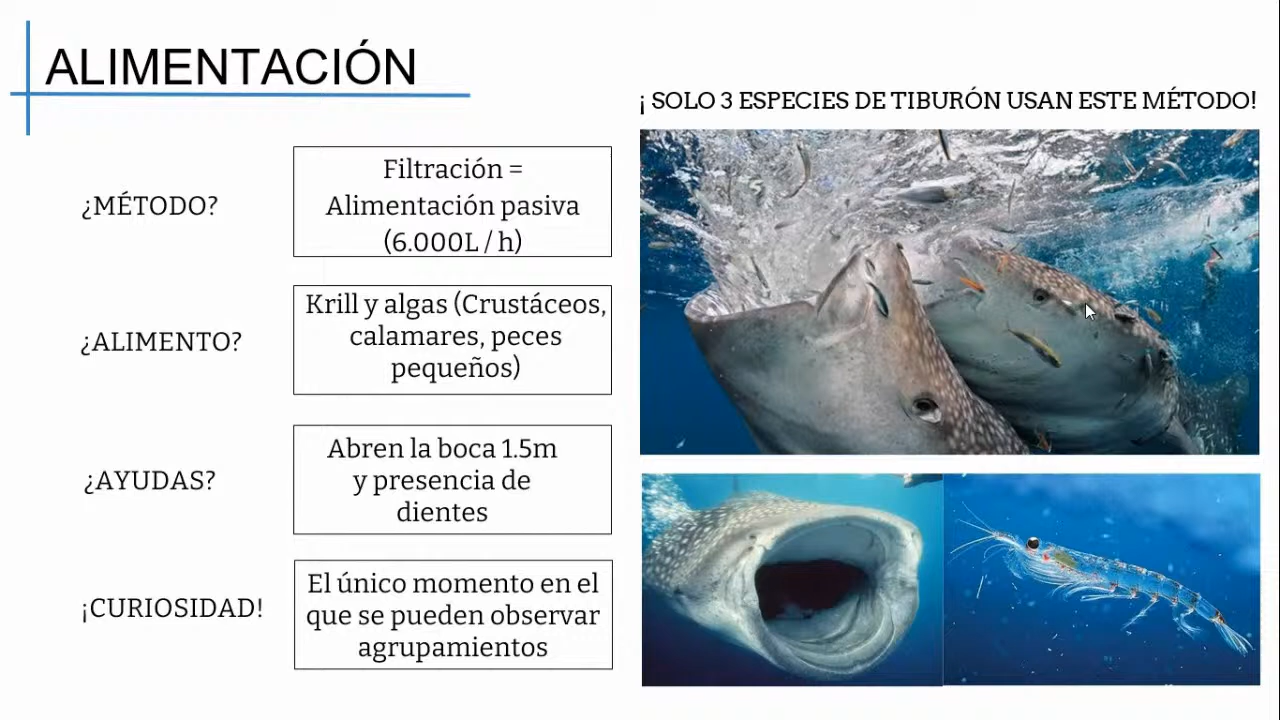 ALIMENTACIÓN
¡ SOLO 3 ESPECIES DE TIBURÓN USAN ESTE MÉTODO!
¿MÉTODO?
Filtración =
Alimentación pasiva
(6.000L / h)
¿ALIMENTO?
Krill y algas (Crustáceos,
calamares, peces
pequeños)
¿AYUDAS?
Abren la boca 1.5m
y presencia de
dientes
¡CURIOSIDAD!
El único momento en el
que se pueden observar
agrupamientos